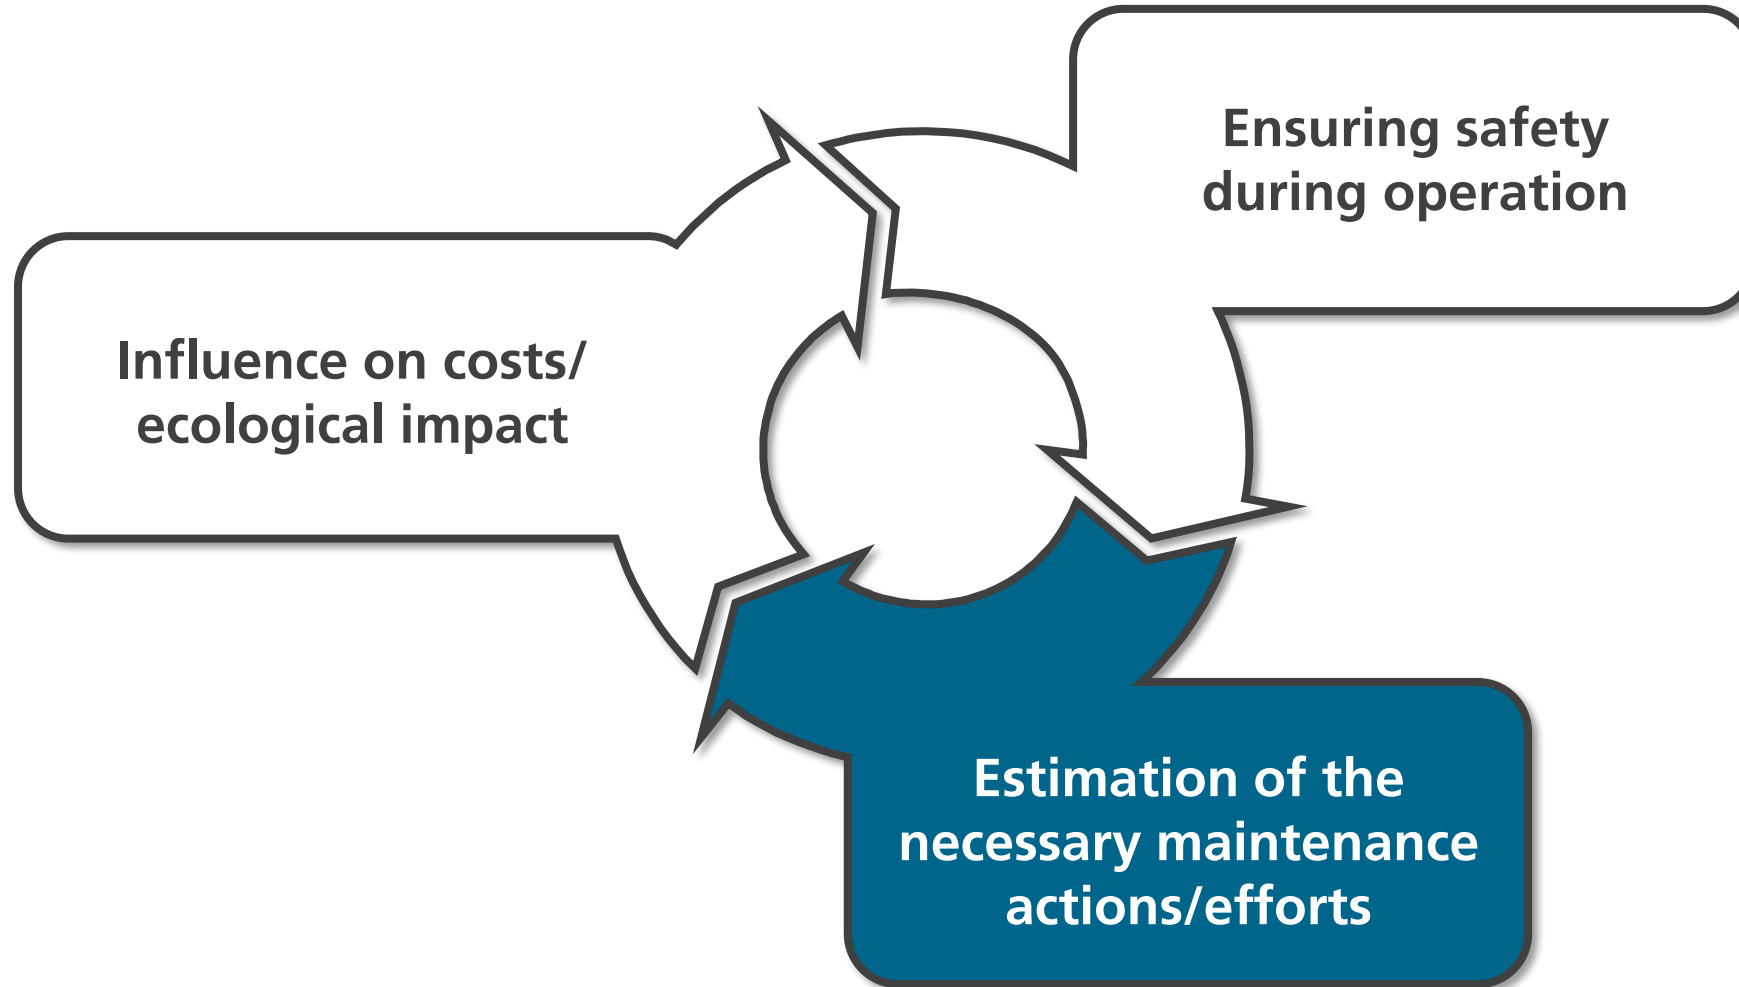 Ensuring safety
during operation
Influence on costs/
ecological impact
Estimation of the
necessary maintenance
actions/efforts